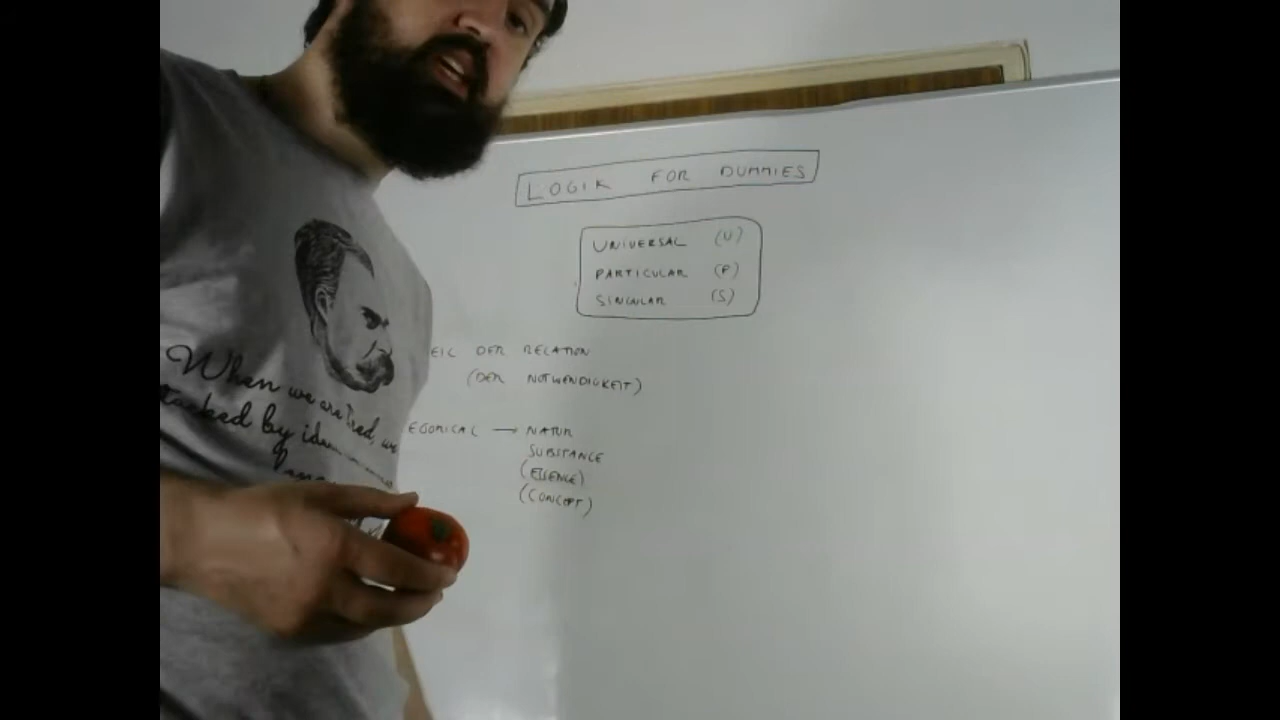 LOGIK FOR DUMMIES
UNIVERSAL (U)
PARTICULAR (P)
SINGULAR (S)
EIL DER RELATION
(DER NOTWENDIGKEIT)
EGORICAL → NATUR
SUBSTANCE
(ESSENCE)
(CONCEPT)
When we are tired, we
attacked by ideas